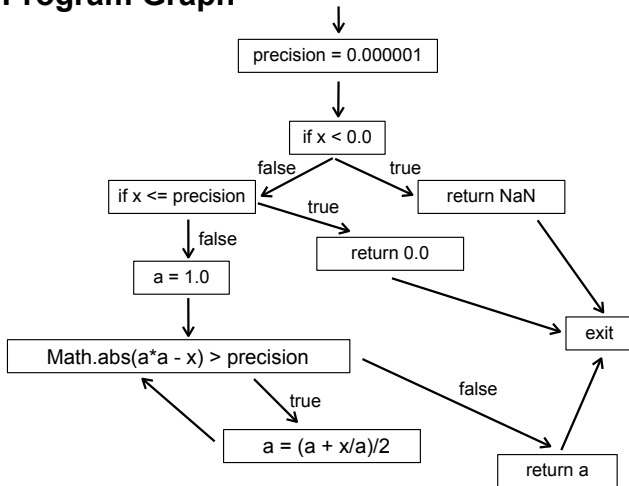 Program Graph
precision = 0.000001
if x < 0.0
false
true
if x <= precision
true
return NaN
false
return 0.0
a = 1.0
exit
Math.abs(a*a - x) > precision
false
true
a = (a + x/a)/2
return a